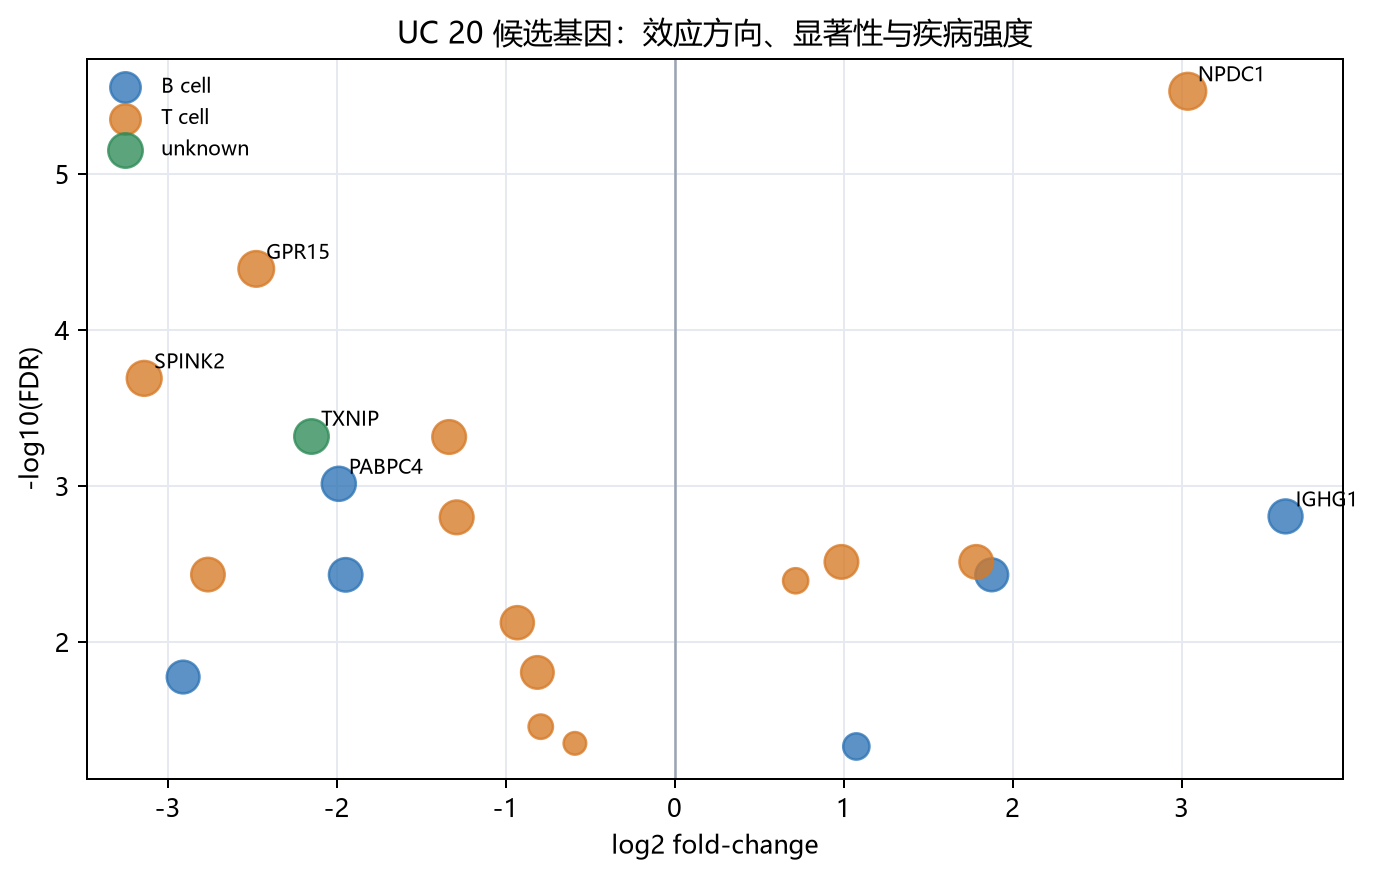 UC 20 候选基因：效应方向、显著性与疾病强度
B cell
T cell
unknown
NPDC1
GPR15
SPINK2
TXNIP
PABPC4
IGHG1
5
4
3
2
-log10(FDR)
-3 -2 -1 0 1 2 3
log2 fold-change